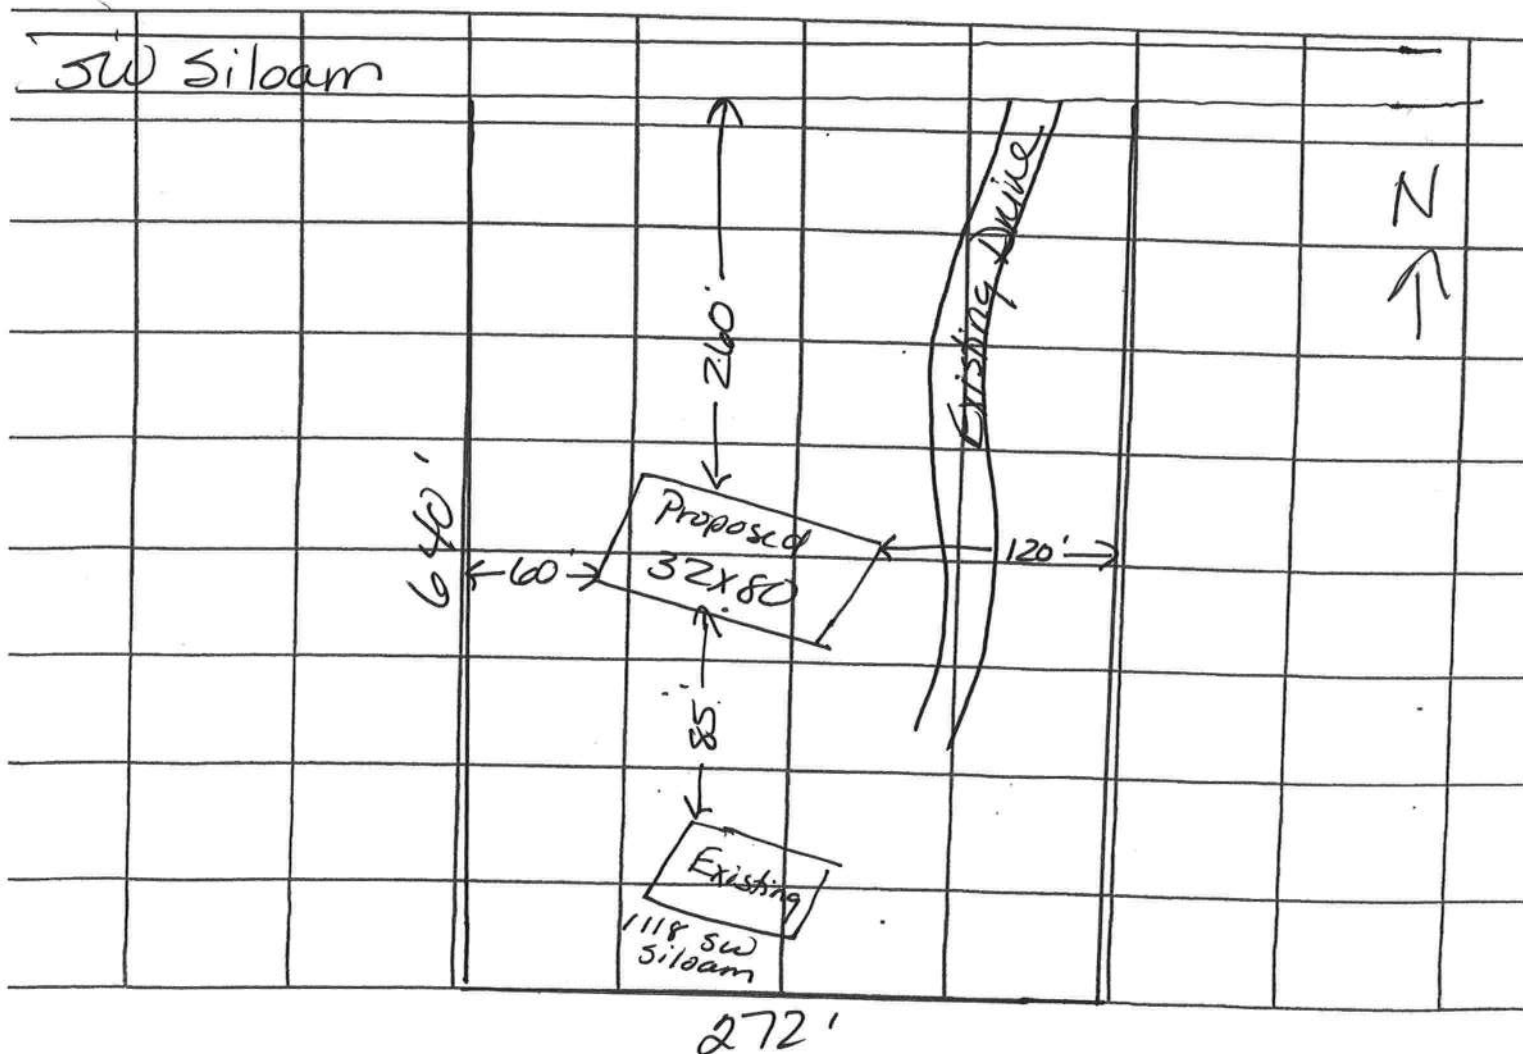 SW Siloam
N
Existing Drive
260'
640'
Proposed
32x80
60'
120'
85'
Existing
1118 SW
Siloam
272'